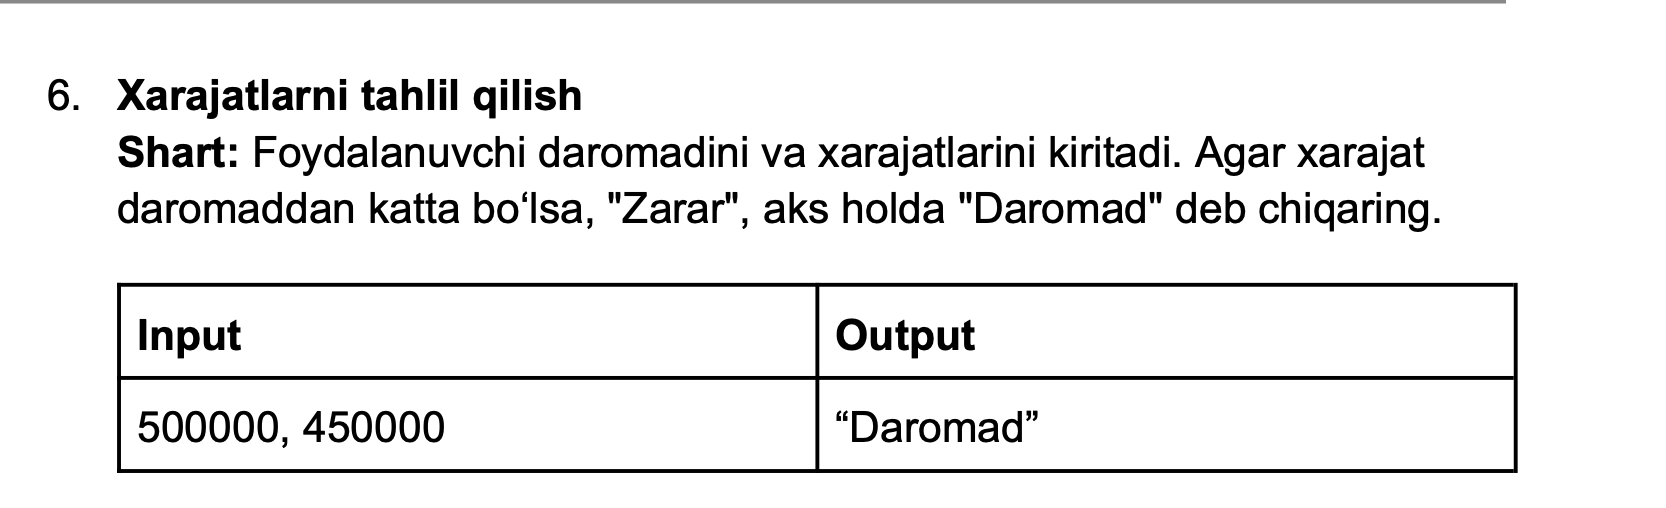 6. Xarajatlarni tahlil qilish
Shart: Foydalanuvchi daromadini va xarajatlarini kiritadi. Agar xarajat
daromaddan katta bo‘lsa, "Zarar", aks holda "Daromad" deb chiqaring.
Input Output
500000, 450000 “Daromad”